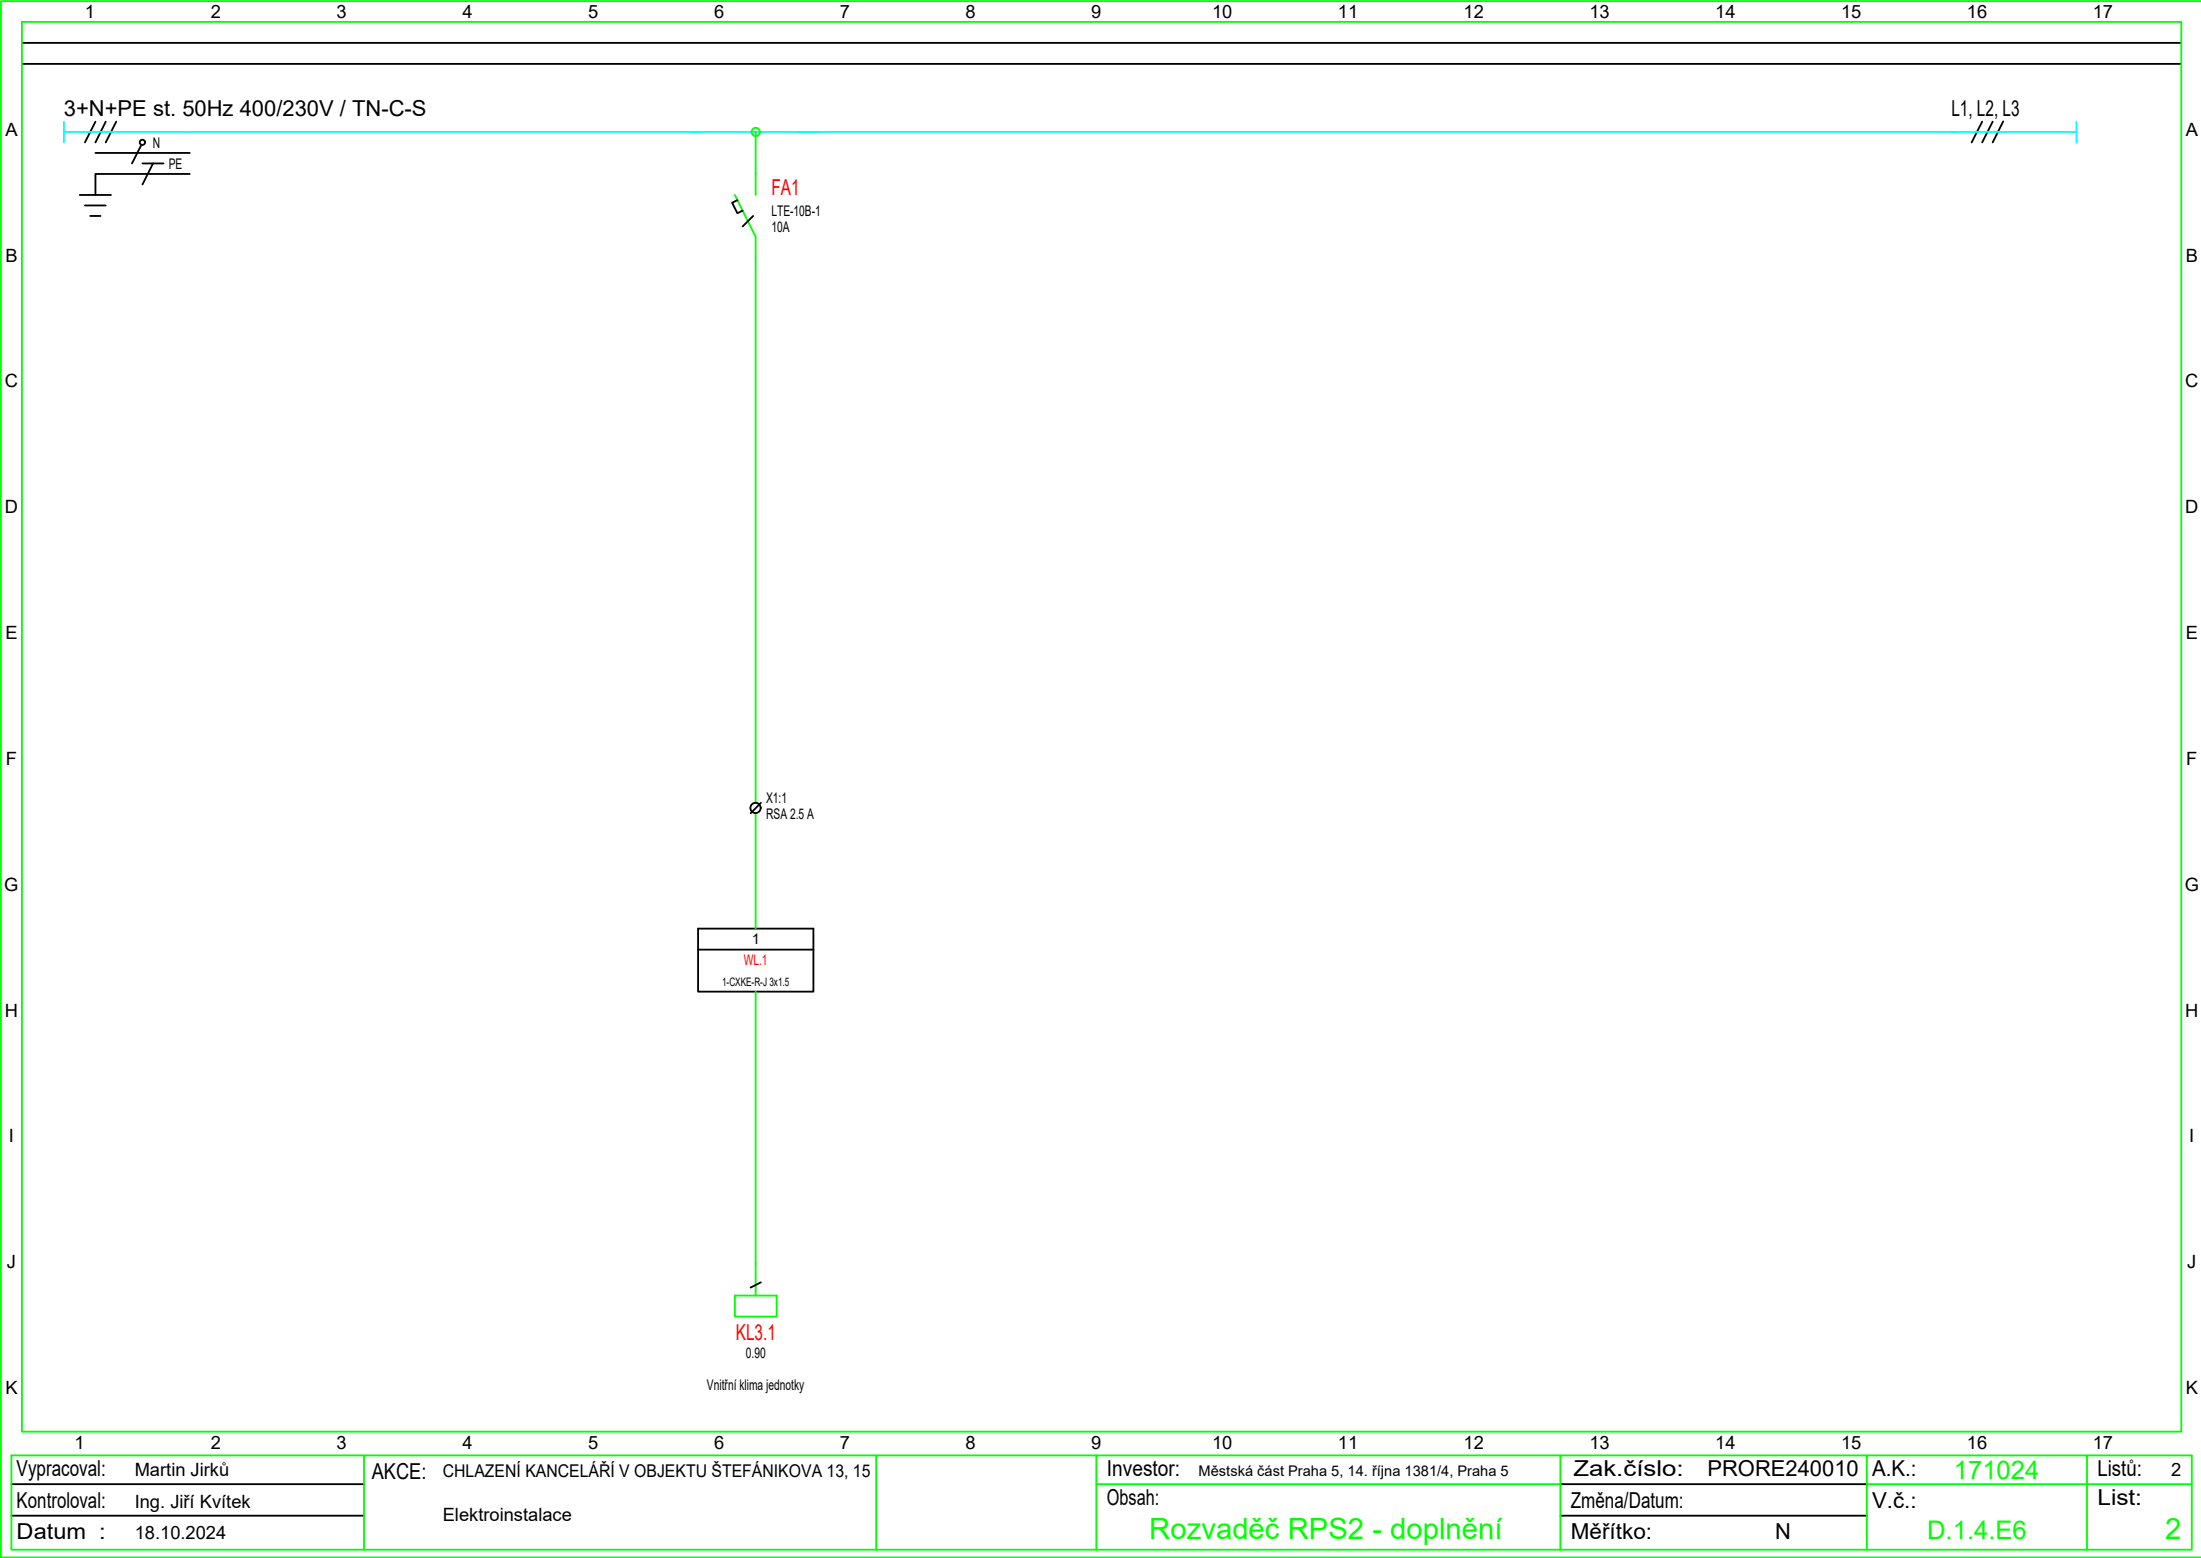 1 2 3 4 5 6 7 8 9 10 11 12 13 14 15 16 17
3+N+PE st. 50Hz 400/230V / TN-C-S
L1, L2, L3
A A
N
PE
FA1
LTE-10B-1
10A
B B
C C
D D
E E
F F
X1:1
RSA 2.5 A
G G
1
WL.1
1-CXKE-R-J 3x1.5
H H
I I
J J
KL3.1
0.90
Vnitřní klima jednotky
K K
1 2 3 4 5 6 7 8 9 10 11 12 13 14 15 16 17
Vypracoval: Martin Jirků
Kontroloval: Ing. Jiří Kvítek
Datum : 18.10.2024
AKCE: CHLAZENÍ KANCELÁŘÍ V OBJEKTU ŠTEFÁNIKOVA 13, 15
Elektroinstalace
Investor: Městská část Praha 5, 14. října 1381/4, Praha 5
Obsah:
Rozvaděč RPS2 - doplnění
Zak.číslo: PRORE240010
Změna/Datum:
Měřítko: N
A.K.: 171024
V.č.:
D.1.4.E6
Listů: 2
List:
2